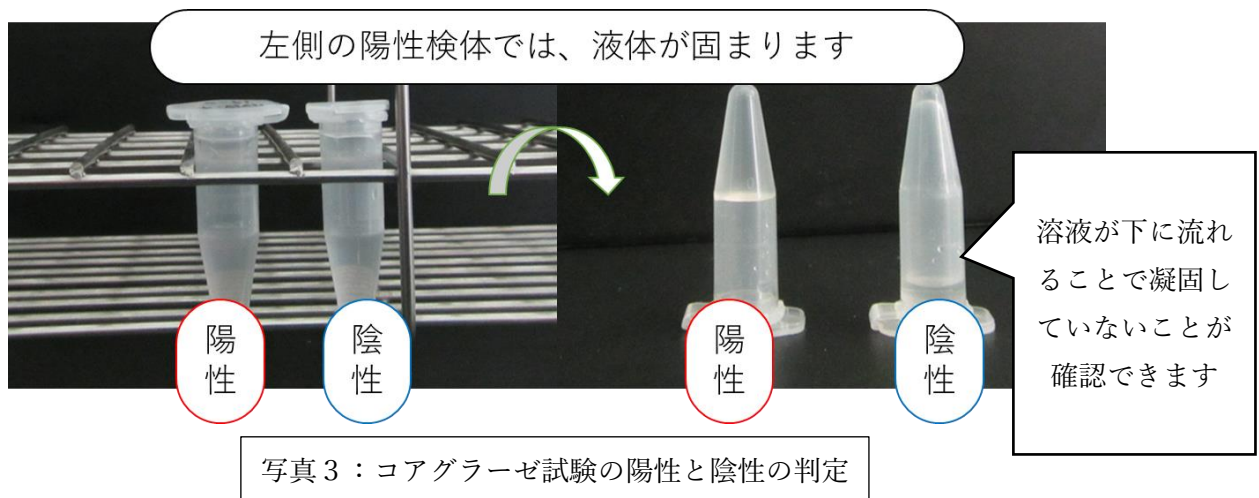 左側の陽性検体では、液体が固まります
陽
性
陰
性
陽
性
陰
性
溶液が下に流れ
ることで凝固し
ていないことが
確認できます
写真３：コアグラーゼ試験の陽性と陰性の判定